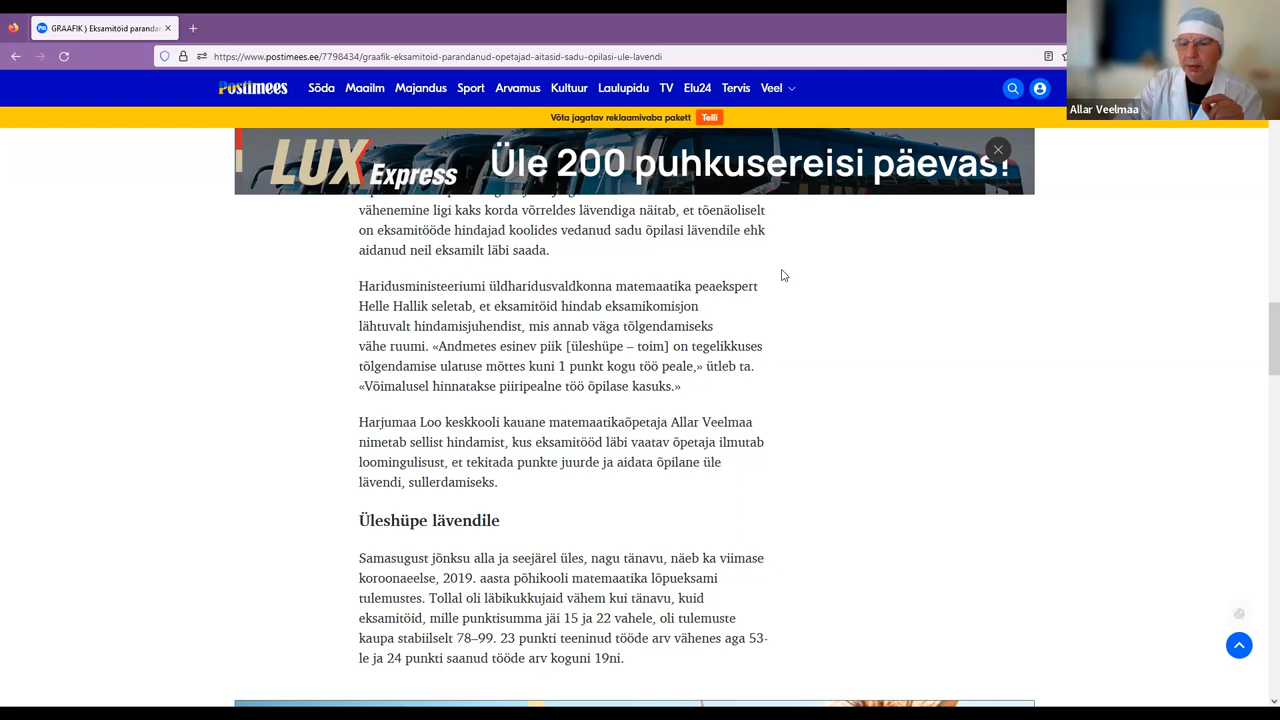 GRAAFIK ) Eksamitöid paranda
https://www.postimees.ee/7798434/graafik-eksamitoid-parandanud-opetajad-aitasid-sadu-opilasi-ule-lavendi
Allar Veelmaa
Postimees Sõda Maailm Majandus Sport Arvamus Kultuur Laulupidu TV Elu24 Tervis Veel
Võta jagatav reklaamivaba pakett Telli
LUX Express Üle 200 puhkusereisi päevas!
vähenemine ligi kaks korda võrreldes lävendiga näitab, et tõenäoliselt
on eksamitööde hindajad koolides vedanud sadu õpilasi lävendile ehk
aidanud neil eksamilt läbi saada.
Haridusministeeriumi üldharidusvaldkonna matemaatika peaekspert
Helle Hallik seletab, et eksamitöid hindab eksamikomisjon
lähtuvalt hindamisjuhendist, mis annab väga tõlgendamiseks
vähe ruumi. «Andmetes esinev piik [üleshüpe – toim] on tegelikkuses
tõlgendamise ulatuse mõttes kuni 1 punkt kogu töö peale,» ütleb ta.
«Võimalusel hinnatakse piiripealne töö õpilase kasuks.»
Harjumaa Loo keskkooli kauane matemaatikaõpetaja Allar Veelmaa
nimetab sellist hindamist, kus eksamitööd läbi vaatav õpetaja ilmutab
loomingulisust, et tekitada punkte juurde ja aidata õpilane üle
lävendi, sullerdamiseks.
Üleshüpe lävendile
Samasugust jõnksu alla ja seejärel üles, nagu tänavu, näeb ka viimase
koroonaeelse, 2019. aasta põhikooli matemaatika lõpueksami
tulemustes. Tollal oli läbikukkujaid vähem kui tänavu, kuid
eksamitöid, mille punktisumma jäi 15 ja 22 vahele, oli tulemuste
kaupa stabiilselt 78–99. 23 punkti teeninud tööde arv vähenes aga 53-
le ja 24 punkti saanud tööde arv koguni 19ni.